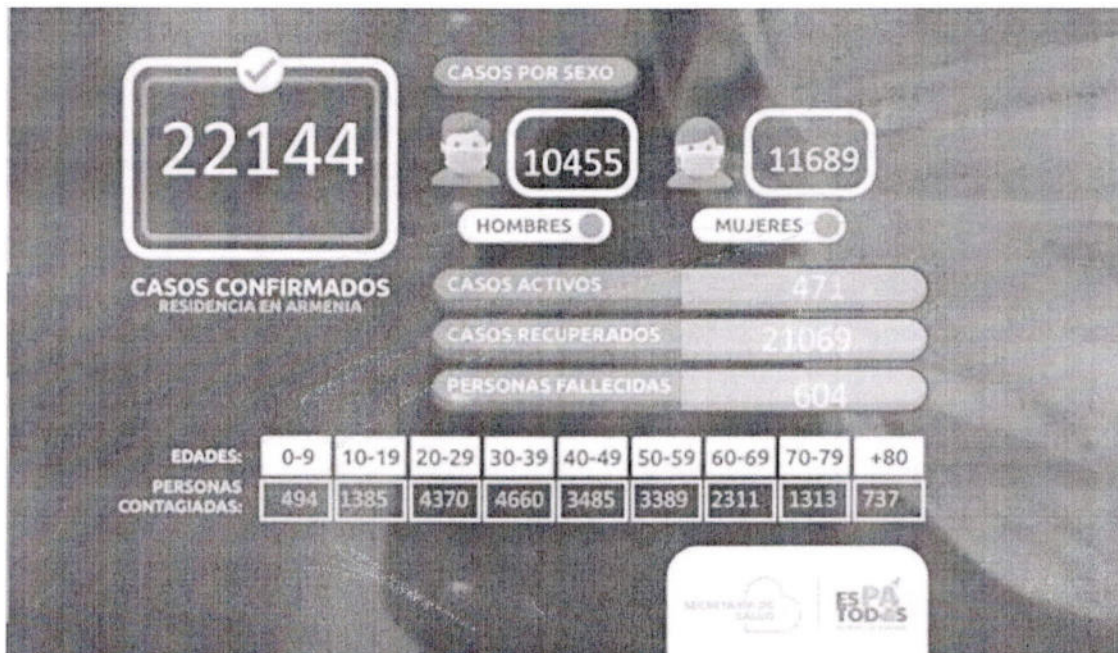 22144
CASOS CONFIRMADOS
RESIDENCIA EN ARMENIA
CASOS POR SEXO
10455
11689
HOMBRES
MUJERES
CASOS ACTIVOS 471
CASOS RECUPERADOS 21069
PERSONAS FALLECIDAS 604
EDADES: 0-9 10-19 20-29 30-39 40-49 50-59 60-69 70-79 +80
PERSONAS
CONTAGIADAS: 494 1385 4370 4660 3485 3389 2311 1313 737
SECRETARÍA DE
SALUD
ES PA
TODOS